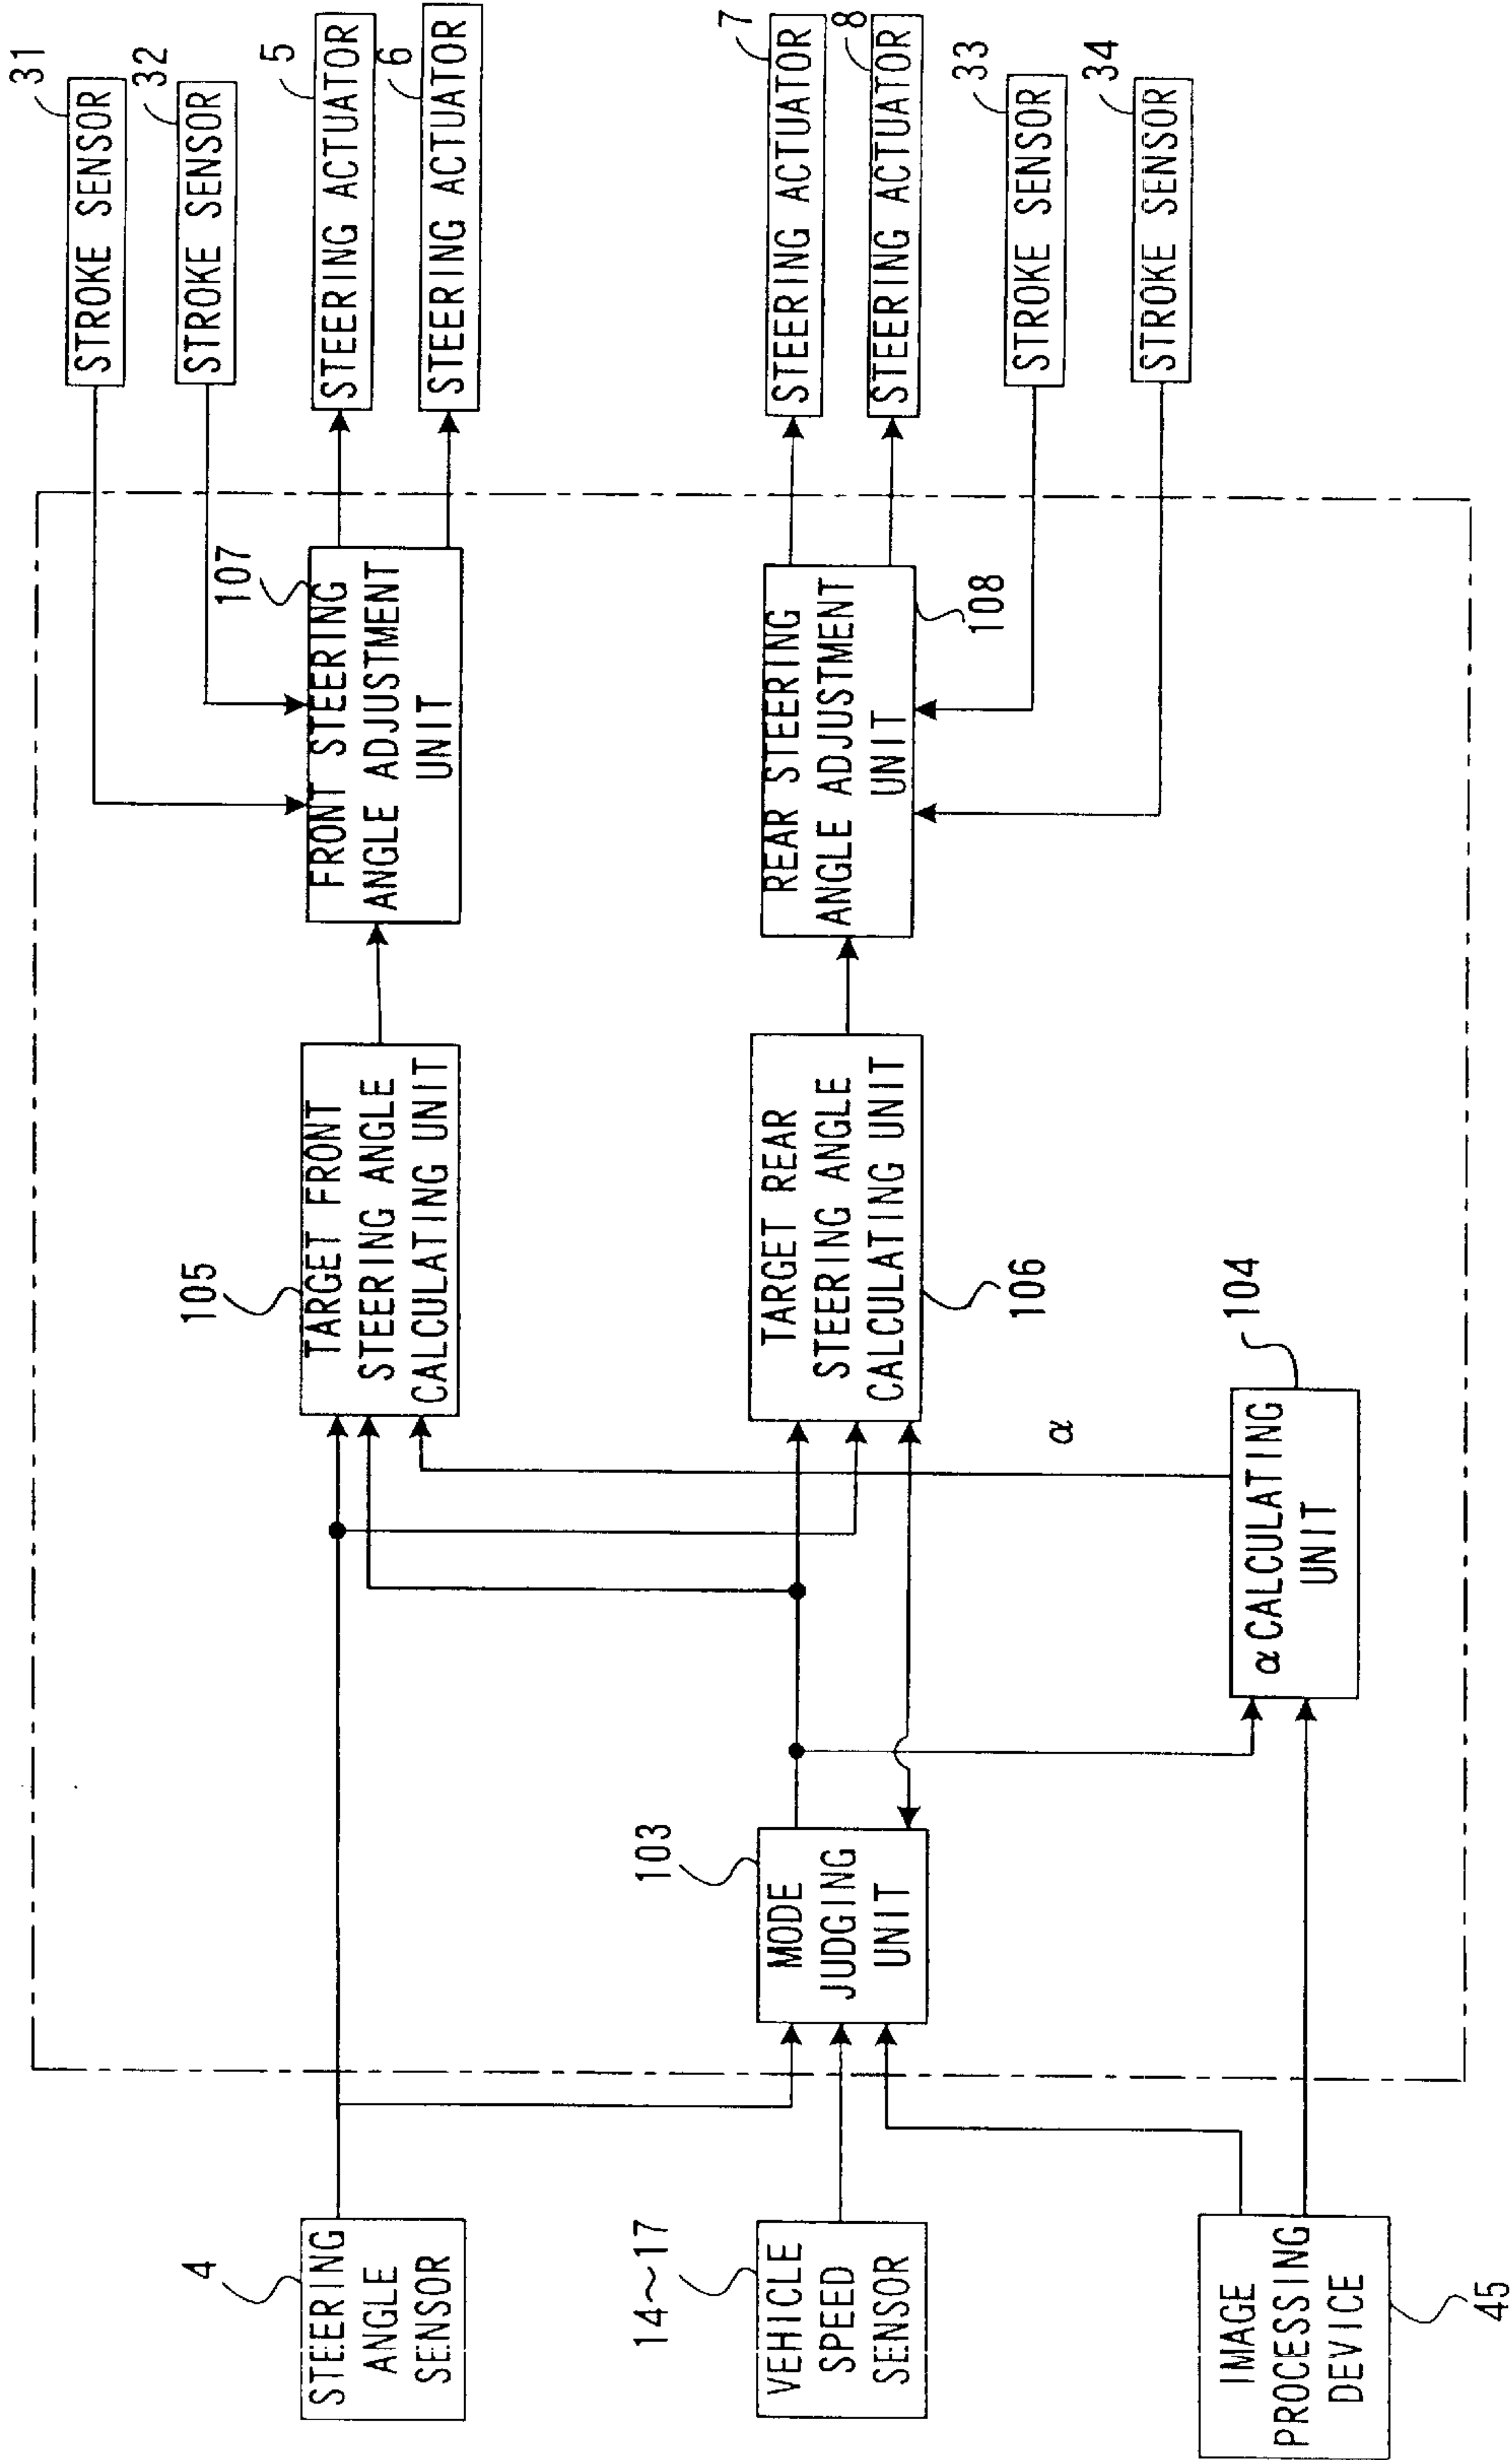 4
STEERING
ANGLE
SENSOR
14~17
VEHICLE
SPEED
SENSOR
IMAGE
PROCESSING
DEVICE
45
103
MODE
JUDGING
UNIT
α CALCULATING
UNIT
104
α
105
TARGET FRONT
STEERING ANGLE
CALCULATING UNIT
TARGET REAR
STEERING ANGLE
CALCULATING UNIT
106
107
FRONT STEERING
ANGLE ADJUSTMENT
UNIT
REAR STEERING
ANGLE ADJUSTMENT
UNIT
108
31
STROKE SENSOR
32
STROKE SENSOR
5
STEERING ACTUATOR
6
STEERING ACTUATOR
7
STEERING ACTUATOR
8
STEERING ACTUATOR
33
STROKE SENSOR
34
STROKE SENSOR